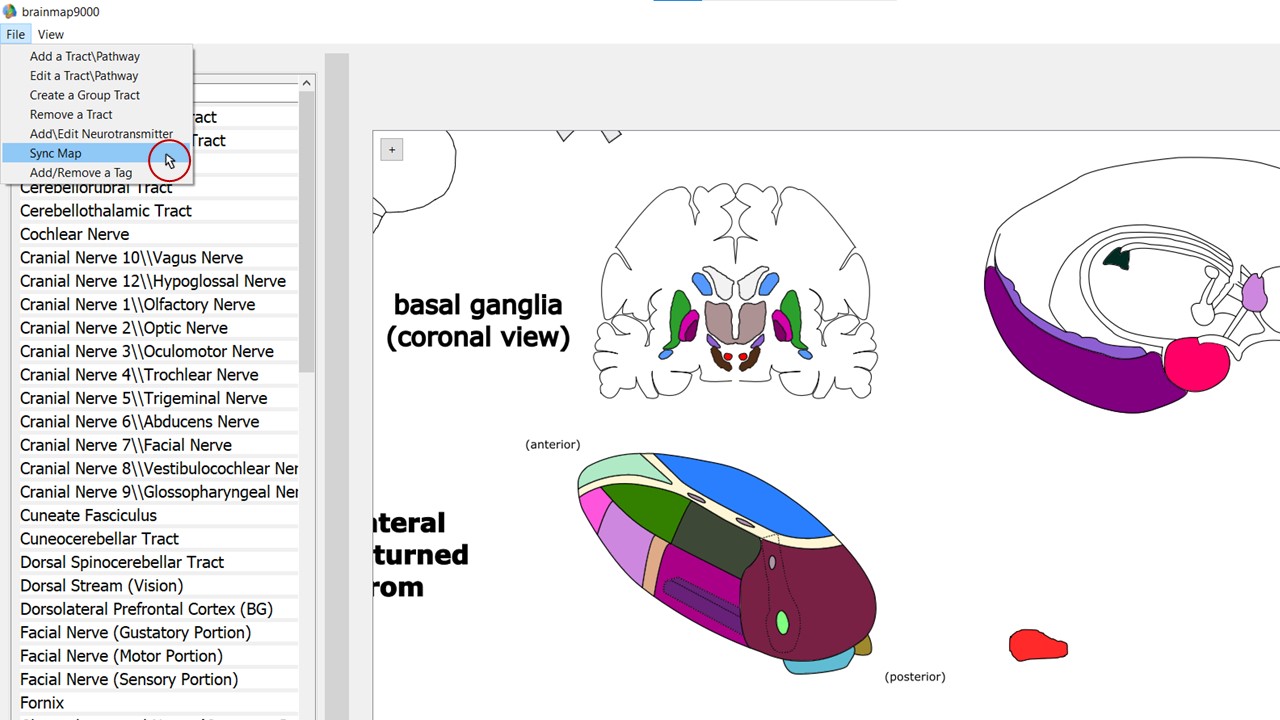 brainmap9000
File View
Add a Tract\Pathway
Edit a Tract\Pathway
Create a Group Tract
Remove a Tract
Add\Edit Neurotransmitter
Sync Map
Add/Remove a Tag
ract
Tract
Cerebellorubral Tract
Cerebellothalamic Tract
Cochlear Nerve
Cranial Nerve 10\\Vagus Nerve
Cranial Nerve 12\\Hypoglossal Nerve
Cranial Nerve 1\\Olfactory Nerve
Cranial Nerve 2\\Optic Nerve
Cranial Nerve 3\\Oculomotor Nerve
Cranial Nerve 4\\Trochlear Nerve
Cranial Nerve 5\\Trigeminal Nerve
Cranial Nerve 6\\Abducens Nerve
Cranial Nerve 7\\Facial Nerve
Cranial Nerve 8\\Vestibulocochlear Ner
Cranial Nerve 9\\Glossopharyngeal Ner
Cuneate Fasciculus
Cuneocerebellar Tract
Dorsal Spinocerebellar Tract
Dorsal Stream (Vision)
Dorsolateral Prefrontal Cortex (BG)
Facial Nerve (Gustatory Portion)
Facial Nerve (Motor Portion)
Facial Nerve (Sensory Portion)
Fornix
+
basal ganglia
(coronal view)
(anterior)
ateral
turned
rom
(posterior)